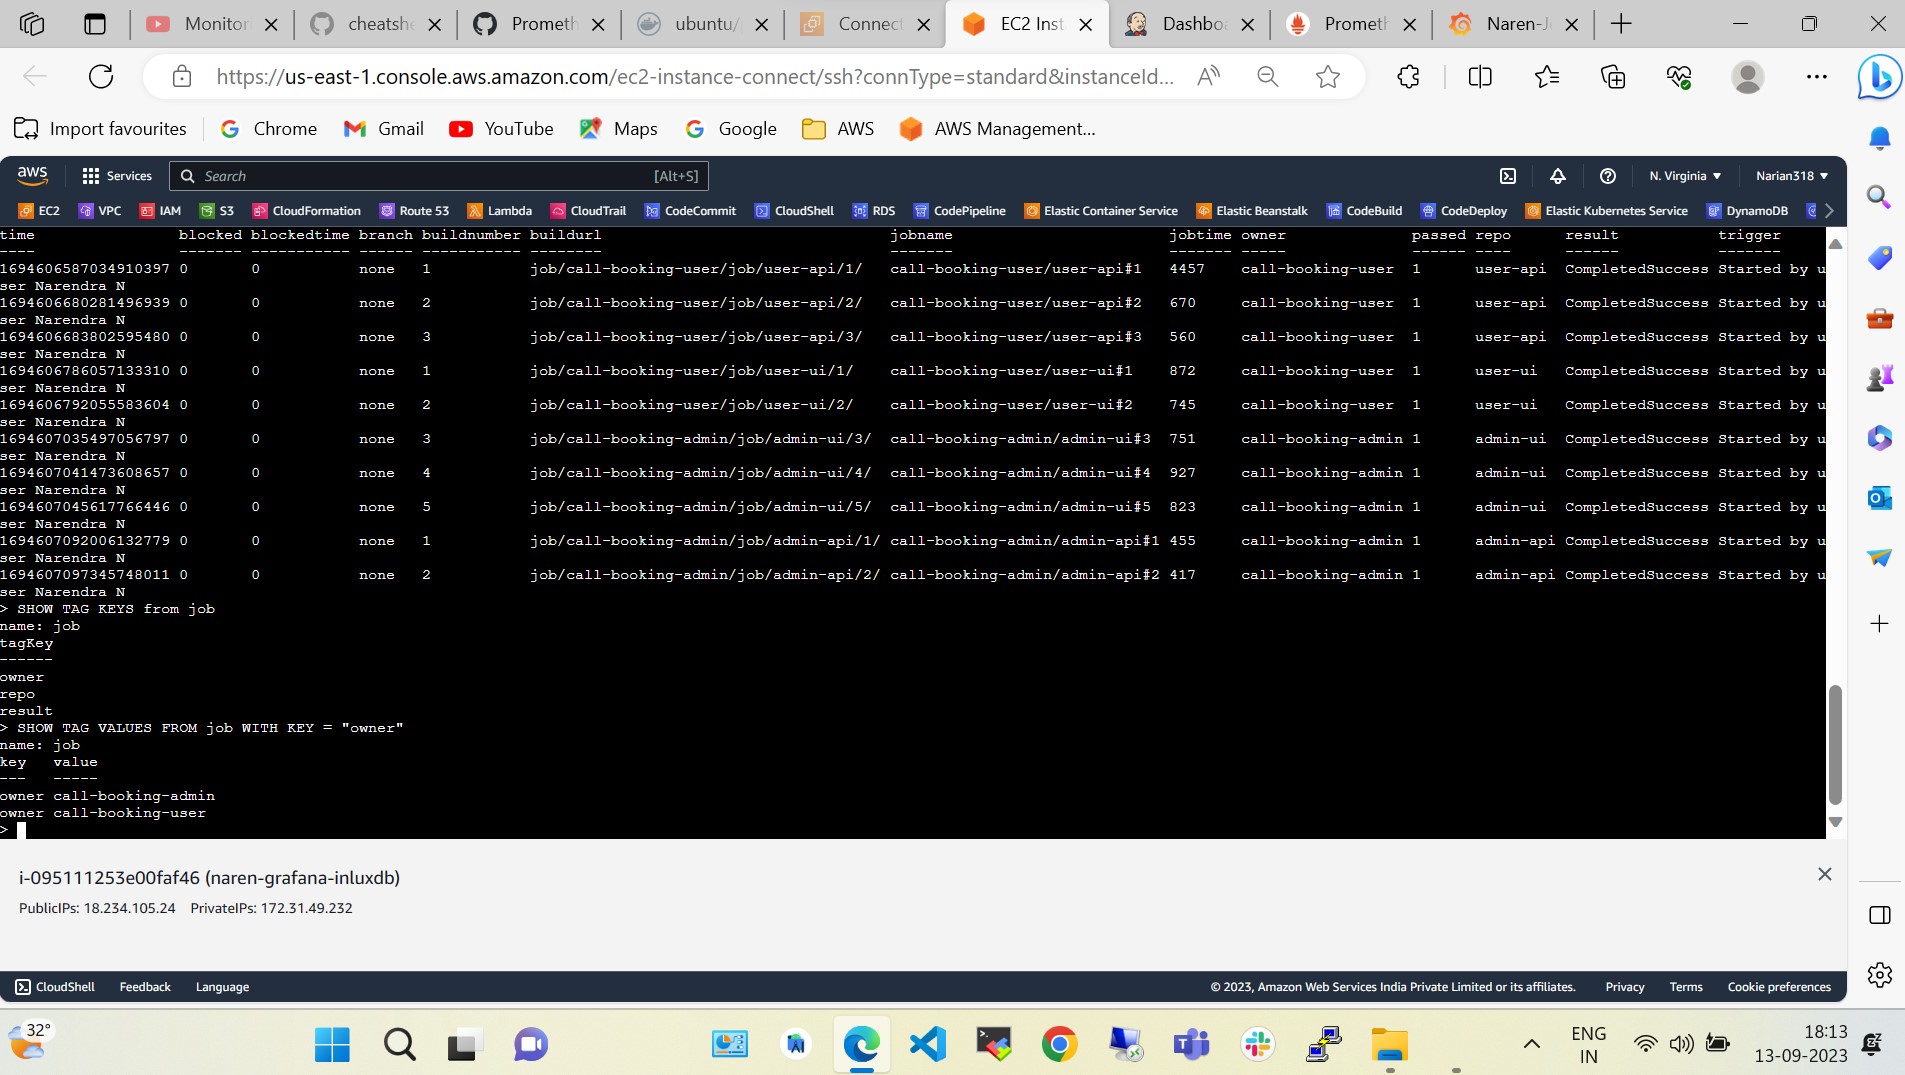 Monitor
cheatshe
Prometh
ubuntu/
Connect
EC2 Inst
Dashboa
Prometh
Naren-J
https://us-east-1.console.aws.amazon.com/ec2-instance-connect/ssh?connType=standard&instanceId...
Import favourites Chrome Gmail YouTube Maps Google AWS AWS Management...
aws Services Search [Alt+S] N. Virginia Narian318
EC2 VPC IAM S3 CloudFormation Route 53 Lambda CloudTrail CodeCommit CloudShell RDS CodePipeline Elastic Container Service Elastic Beanstalk CodeBuild CodeDeploy Elastic Kubernetes Service DynamoDB
time blocked blockedtime branch buildnumber buildurl jobname jobtime owner passed repo result trigger
---- ------- ----------- ------ ----------- -------- ------- ------- ----- ------ ---- ------ -------
1694606587034910397 0 0 none 1 job/call-booking-user/job/user-api/1/ call-booking-user/user-api#1 4457 call-booking-user 1 user-api CompletedSuccess Started by u
ser Narendra N
1694606680281496939 0 0 none 2 job/call-booking-user/job/user-api/2/ call-booking-user/user-api#2 670 call-booking-user 1 user-api CompletedSuccess Started by u
ser Narendra N
1694606683802595480 0 0 none 3 job/call-booking-user/job/user-api/3/ call-booking-user/user-api#3 560 call-booking-user 1 user-api CompletedSuccess Started by u
ser Narendra N
1694606786057133310 0 0 none 1 job/call-booking-user/job/user-ui/1/ call-booking-user/user-ui#1 872 call-booking-user 1 user-ui CompletedSuccess Started by u
ser Narendra N
1694606792055583604 0 0 none 2 job/call-booking-user/job/user-ui/2/ call-booking-user/user-ui#2 745 call-booking-user 1 user-ui CompletedSuccess Started by u
ser Narendra N
1694607035497056797 0 0 none 3 job/call-booking-admin/job/admin-ui/3/ call-booking-admin/admin-ui#3 751 call-booking-admin 1 admin-ui CompletedSuccess Started by u
ser Narendra N
1694607041473608657 0 0 none 4 job/call-booking-admin/job/admin-ui/4/ call-booking-admin/admin-ui#4 927 call-booking-admin 1 admin-ui CompletedSuccess Started by u
ser Narendra N
1694607045617766446 0 0 none 5 job/call-booking-admin/job/admin-ui/5/ call-booking-admin/admin-ui#5 823 call-booking-admin 1 admin-ui CompletedSuccess Started by u
ser Narendra N
1694607092006132779 0 0 none 1 job/call-booking-admin/job/admin-api/1/ call-booking-admin/admin-api#1 455 call-booking-admin 1 admin-api CompletedSuccess Started by u
ser Narendra N
1694607097345748011 0 0 none 2 job/call-booking-admin/job/admin-api/2/ call-booking-admin/admin-api#2 417 call-booking-admin 1 admin-api CompletedSuccess Started by u
ser Narendra N
> SHOW TAG KEYS from job
name: job
tagKey
------
owner
repo
result
> SHOW TAG VALUES FROM job WITH KEY = "owner"
name: job
key value
--- -----
owner call-booking-admin
owner call-booking-user
>
i-095111253e00faf46 (naren-grafana-inluxdb)
PublicIPs: 18.234.105.24 PrivateIPs: 172.31.49.232
CloudShell Feedback Language © 2023, Amazon Web Services India Private Limited or its affiliates. Privacy Terms Cookie preferences
32°
ENG
IN
18:13
13-09-2023